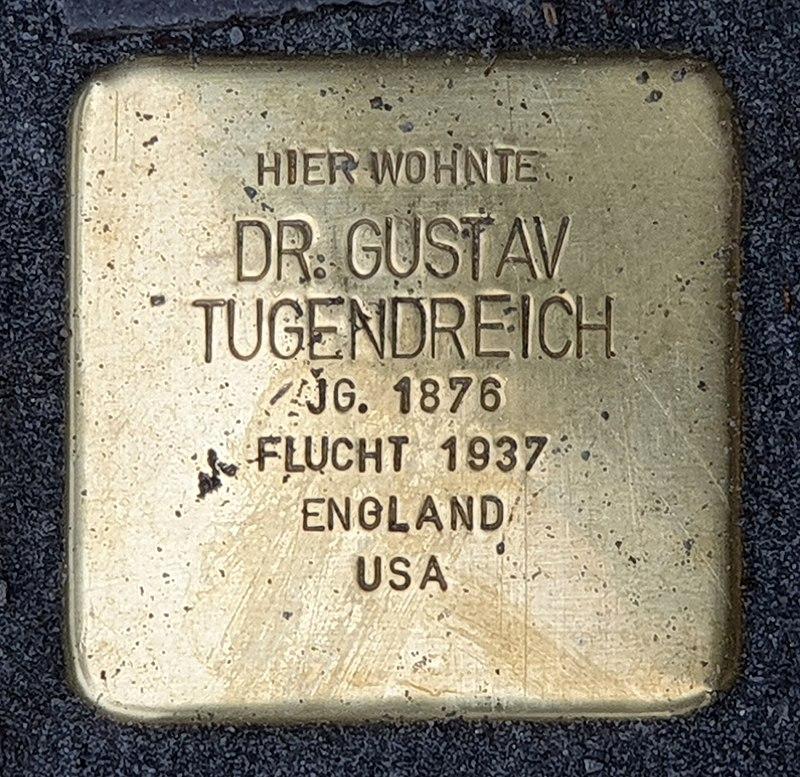 HIER WOHNTE
DR. GUSTAV
TUGENDREICH
JG. 1876
FLUCHT 1937
ENGLAND
USA